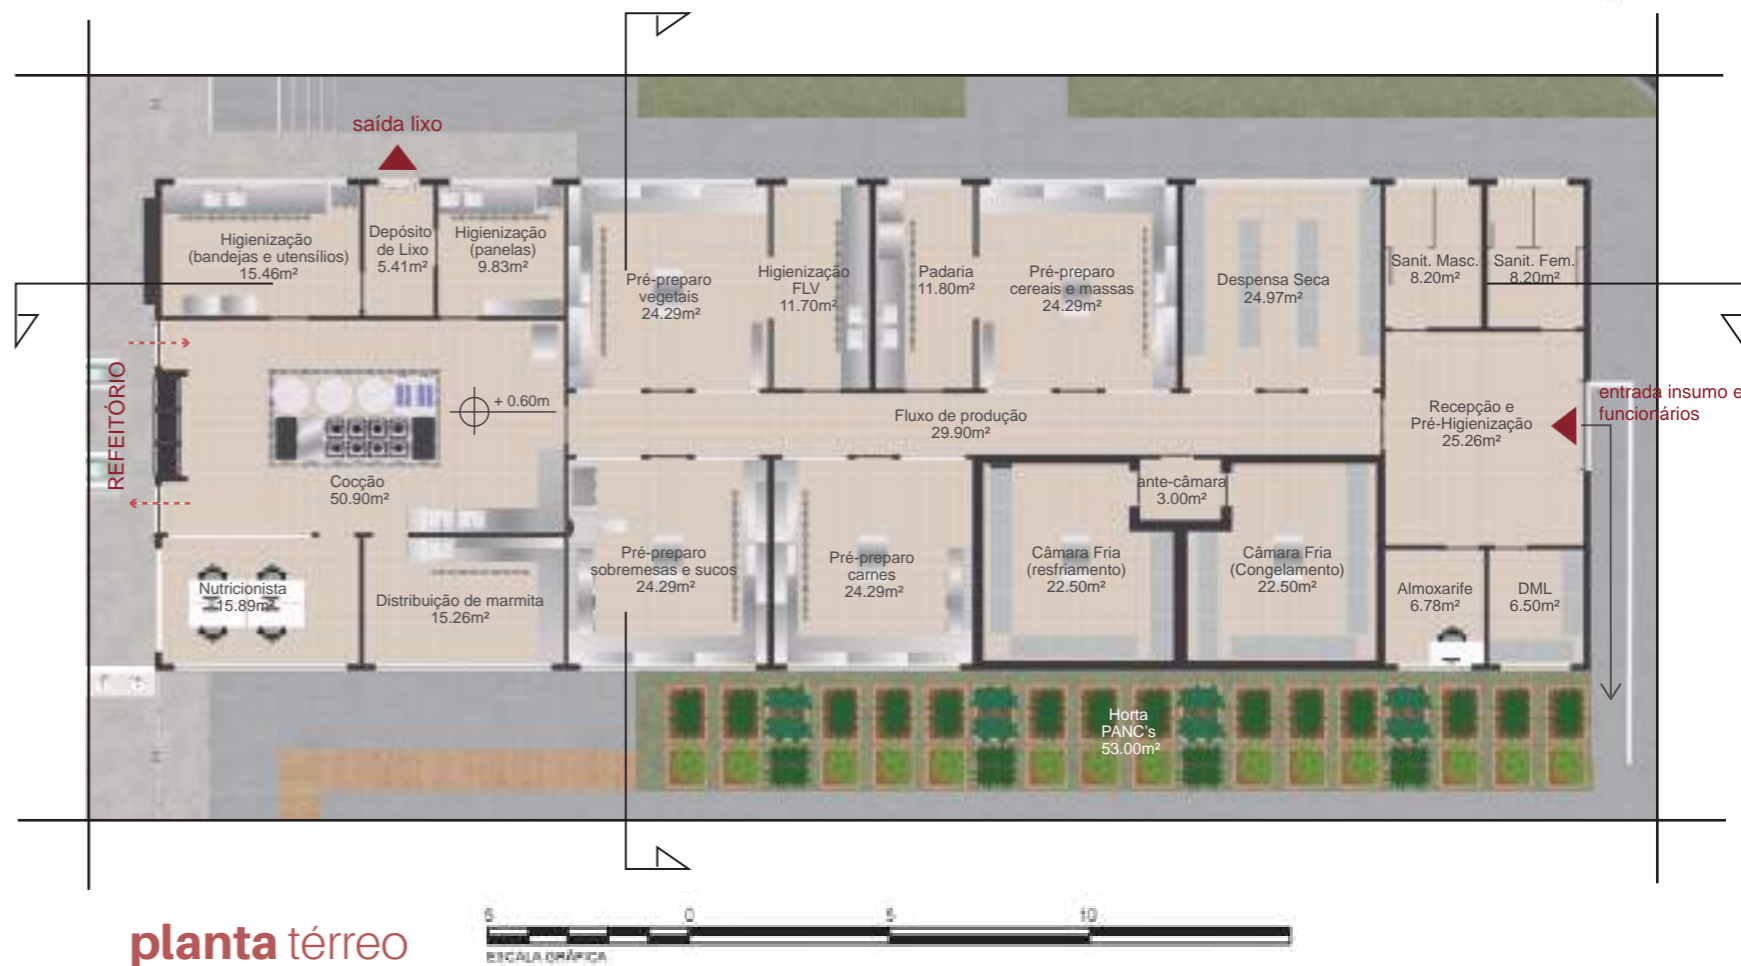 saída lixo
Higienização
(bandejas e utensílios)
15.46m²
Depósito
de Lixo
5.41m²
Higienização
(panelas)
9.83m²
Pré-preparo
vegetais
24.29m²
Higienização
FLV
11.70m²
Padaria
11.80m²
Pré-preparo
cereais e massas
24.29m²
Despensa Seca
24.97m²
Sanit. Masc.
8.20m²
Sanit. Fem.
8.20m²
REFEITÓRIO
+ 0.60m
Cocção
50.90m²
Fluxo de produção
29.90m²
Recepção e
Pré-Higienização
25.26m²
entrada insumo e
funcionários
ante-câmara
3.00m²
Nutricionista
15.89m²
Distribuição de marmita
15.26m²
Pré-preparo
sobremesas e sucos
24.29m²
Pré-preparo
carnes
24.29m²
Câmara Fria
(resfriamento)
22.50m²
Câmara Fria
(Congelamento)
22.50m²
Almoxarife
6.78m²
DML
6.50m²
Horta
PANC's
53.00m²
planta térreo
5 0 5 10
ESCALA GRÁFICA